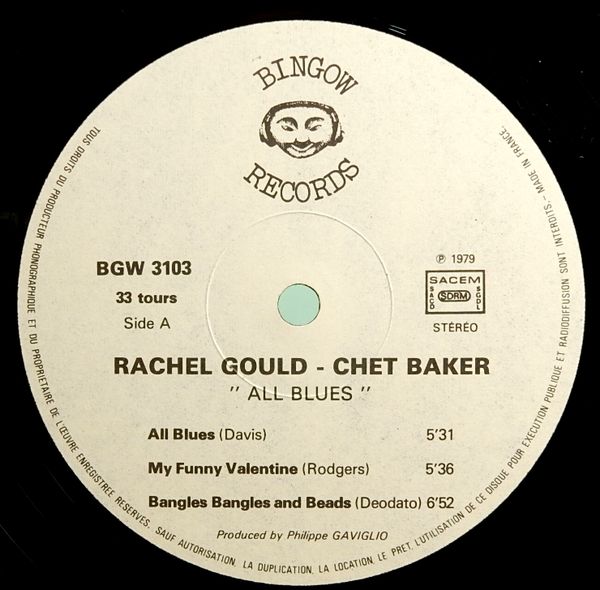 BINGOW
RECORDS
BGW 3103
33 tours
Side A
℗ 1979
SACEM
SACD
SDRM
SGDL
STÉRÉO
RACHEL GOULD - CHET BAKER
" ALL BLUES "
All Blues (Davis) 5'31
My Funny Valentine (Rodgers) 5'36
Bangles Bangles and Beads (Deodato) 6'52
Produced by Philippe GAVIGLIO
TOUS DROITS DU PRODUCTEUR PHONOGRAPHIQUE ET DU PROPRIETAIRE DE L'ŒUVRE ENREGISTREE RESERVES. SAUF AUTORISATION, LA DUPLICATION, LA LOCATION, LE PRET, L'UTILISATION DE CE DISQUE POUR EXECUTION PUBLIQUE ET RADIODIFFUSION SONT INTERDITS. - MADE IN FRANCE.